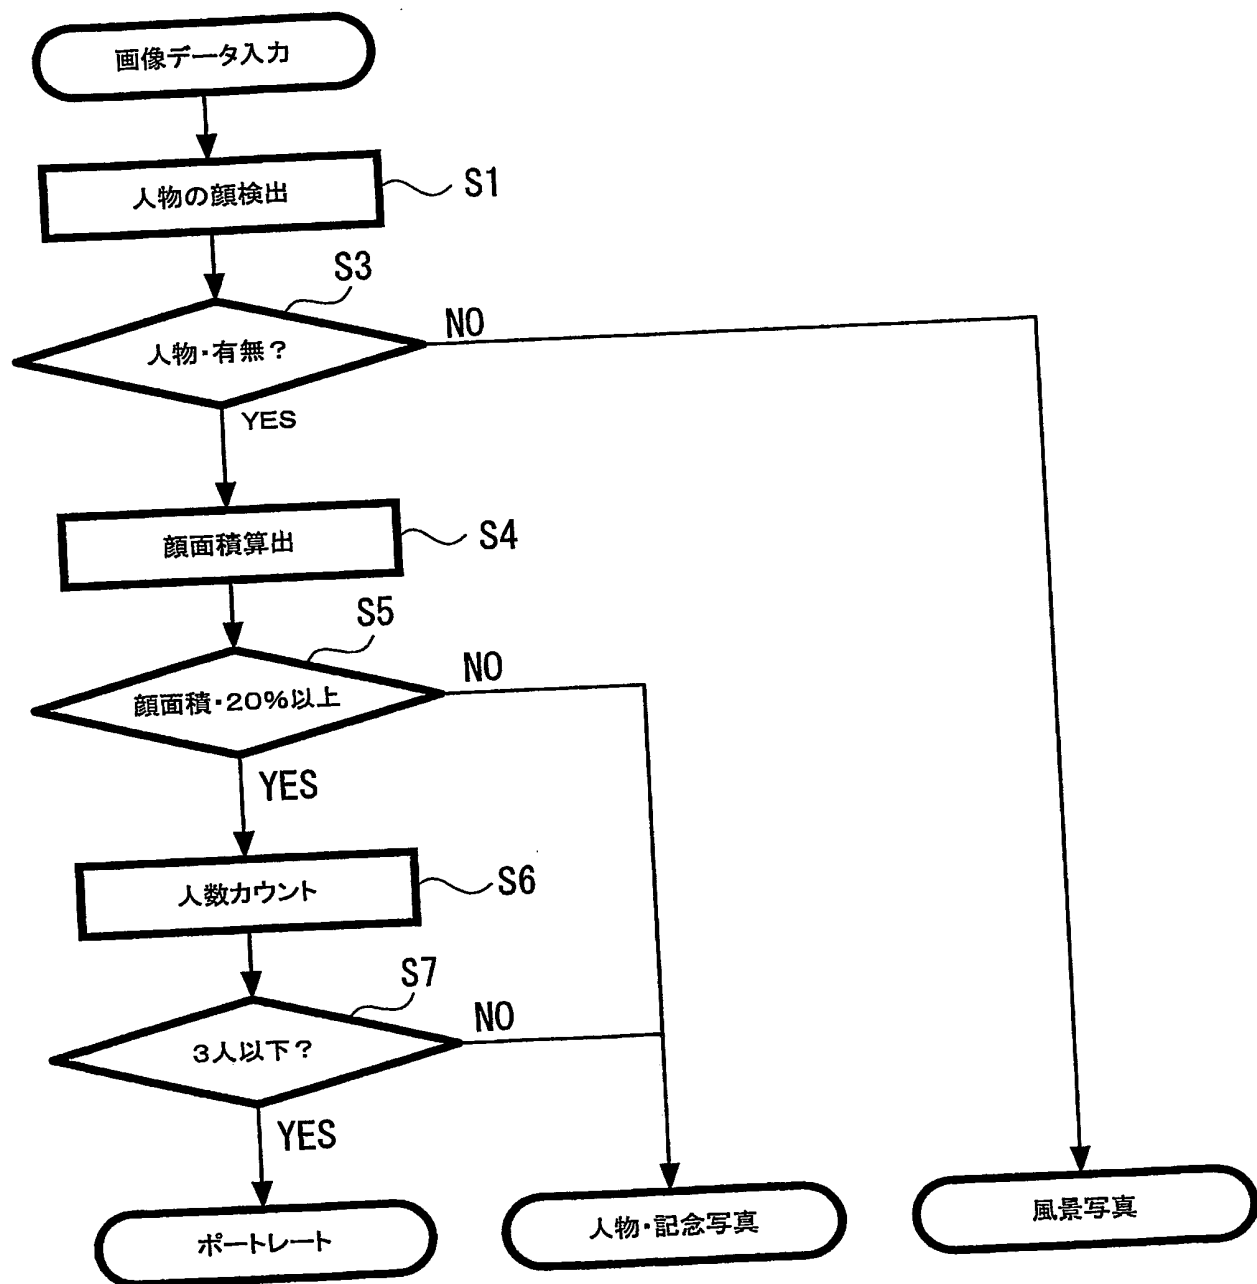 画像データ入力
人物の顔検出
S1
S3
人物・有無？
NO
YES
顔面積算出
S4
S5
顔面積・20%以上
NO
YES
人数カウント
S6
S7
3人以下？
NO
YES
ポートレート
人物・記念写真
風景写真